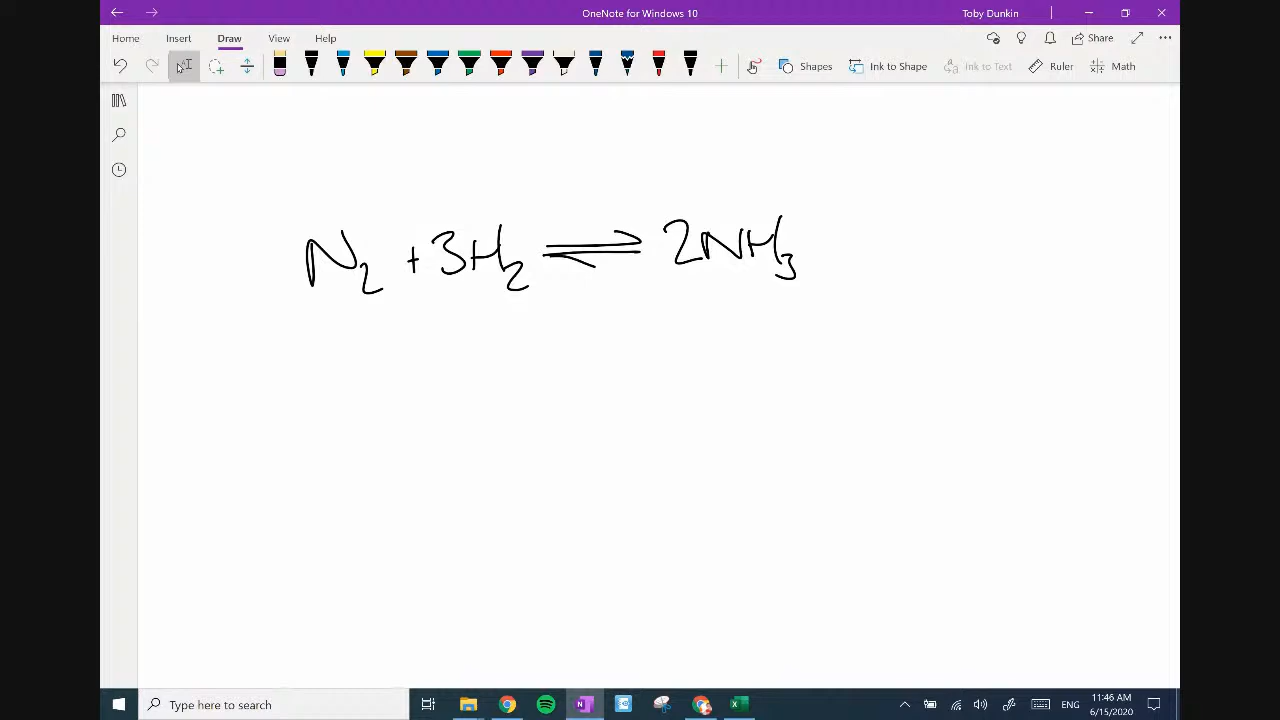 OneNote for Windows 10
Toby Dunkin
Home Insert Draw View Help
Share
Shapes Ink to Shape Ink to Text Ruler Math
N₂ + 3H₂ ⇌ 2NH₃
Type here to search
ENG
11:46 AM
6/15/2020